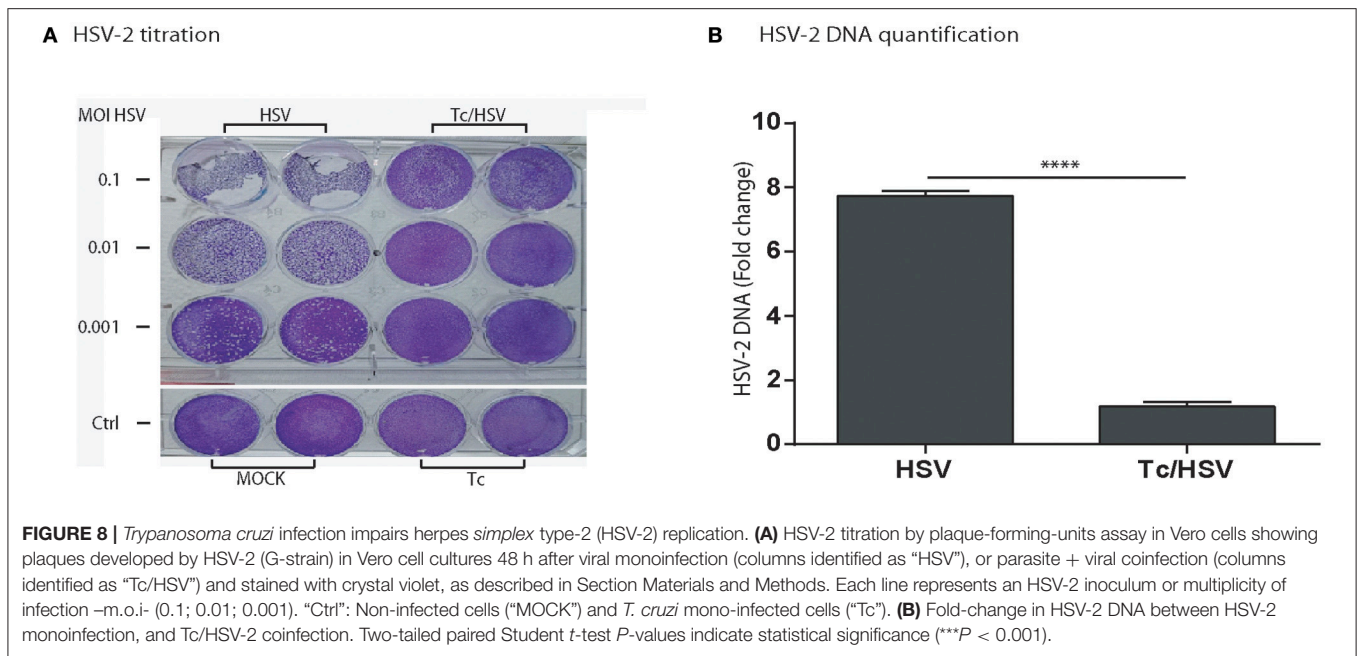 A HSV-2 titration
MOI HSV
HSV
Tc/HSV
0.1
0.01
0.001
Ctrl
MOCK
Tc
B HSV-2 DNA quantification
HSV-2 DNA (Fold change)
10
8
6
4
2
0
****
HSV
Tc/HSV
FIGURE 8 | Trypanosoma cruzi infection impairs herpes simplex type-2 (HSV-2) replication. (A) HSV-2 titration by plaque-forming-units assay in Vero cells showing
plaques developed by HSV-2 (G-strain) in Vero cell cultures 48 h after viral monoinfection (columns identified as “HSV”), or parasite + viral coinfection (columns
identified as “Tc/HSV”) and stained with crystal violet, as described in Section Materials and Methods. Each line represents an HSV-2 inoculum or multiplicity of
infection –m.o.i- (0.1; 0.01; 0.001). “Ctrl”: Non-infected cells (“MOCK”) and T. cruzi mono-infected cells (“Tc”). (B) Fold-change in HSV-2 DNA between HSV-2
monoinfection, and Tc/HSV-2 coinfection. Two-tailed paired Student t-test P-values indicate statistical significance (***P < 0.001).